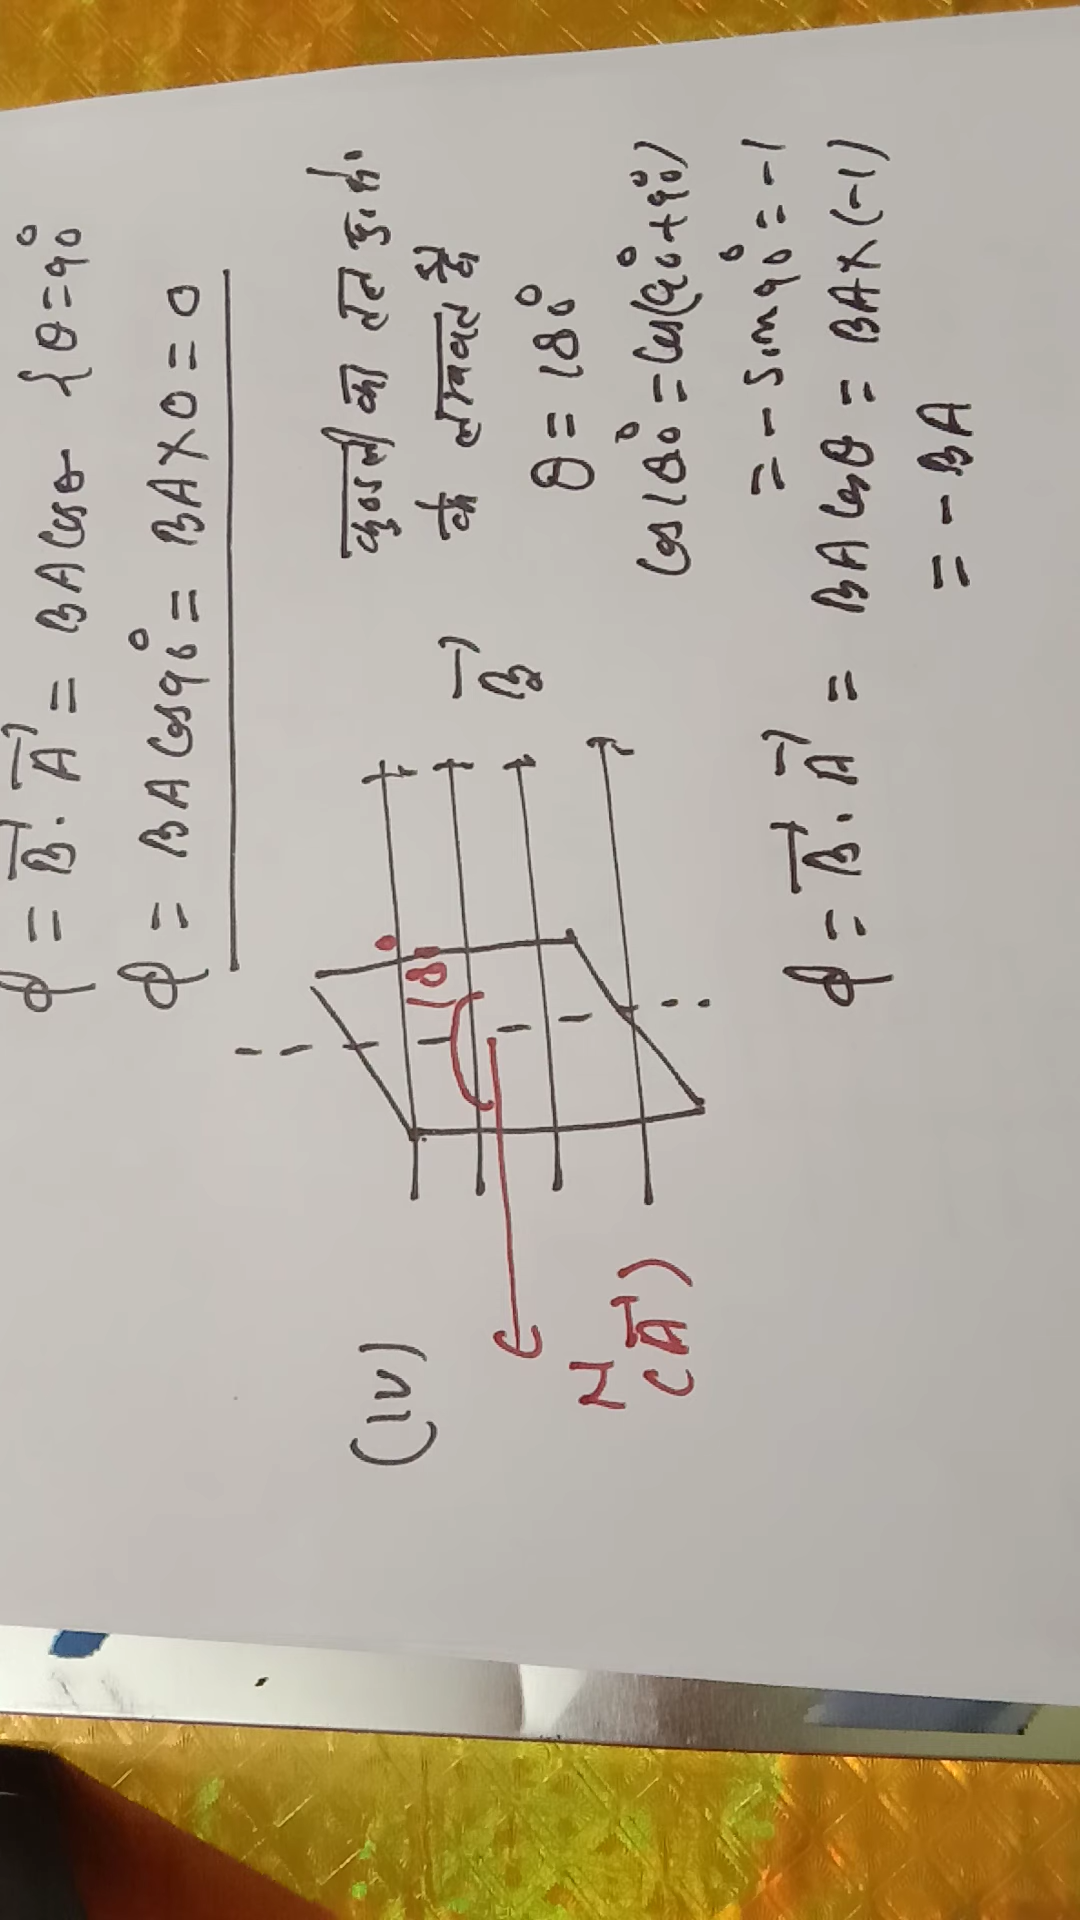 φ = B⃗.A⃗ = BA Cosθ {θ=90°
φ = BA Cos90° = BA×0 = 0
(iv)
180°
N
(A⃗)
B⃗
कुण्डली का तल चु.क्षे.
के लम्बवत है
θ = 180°
Cos180° = Cos(90°+90°)
= - Sin90° = -1
φ = B⃗.A⃗ = BA Cosθ = BA×(-1)
= - BA